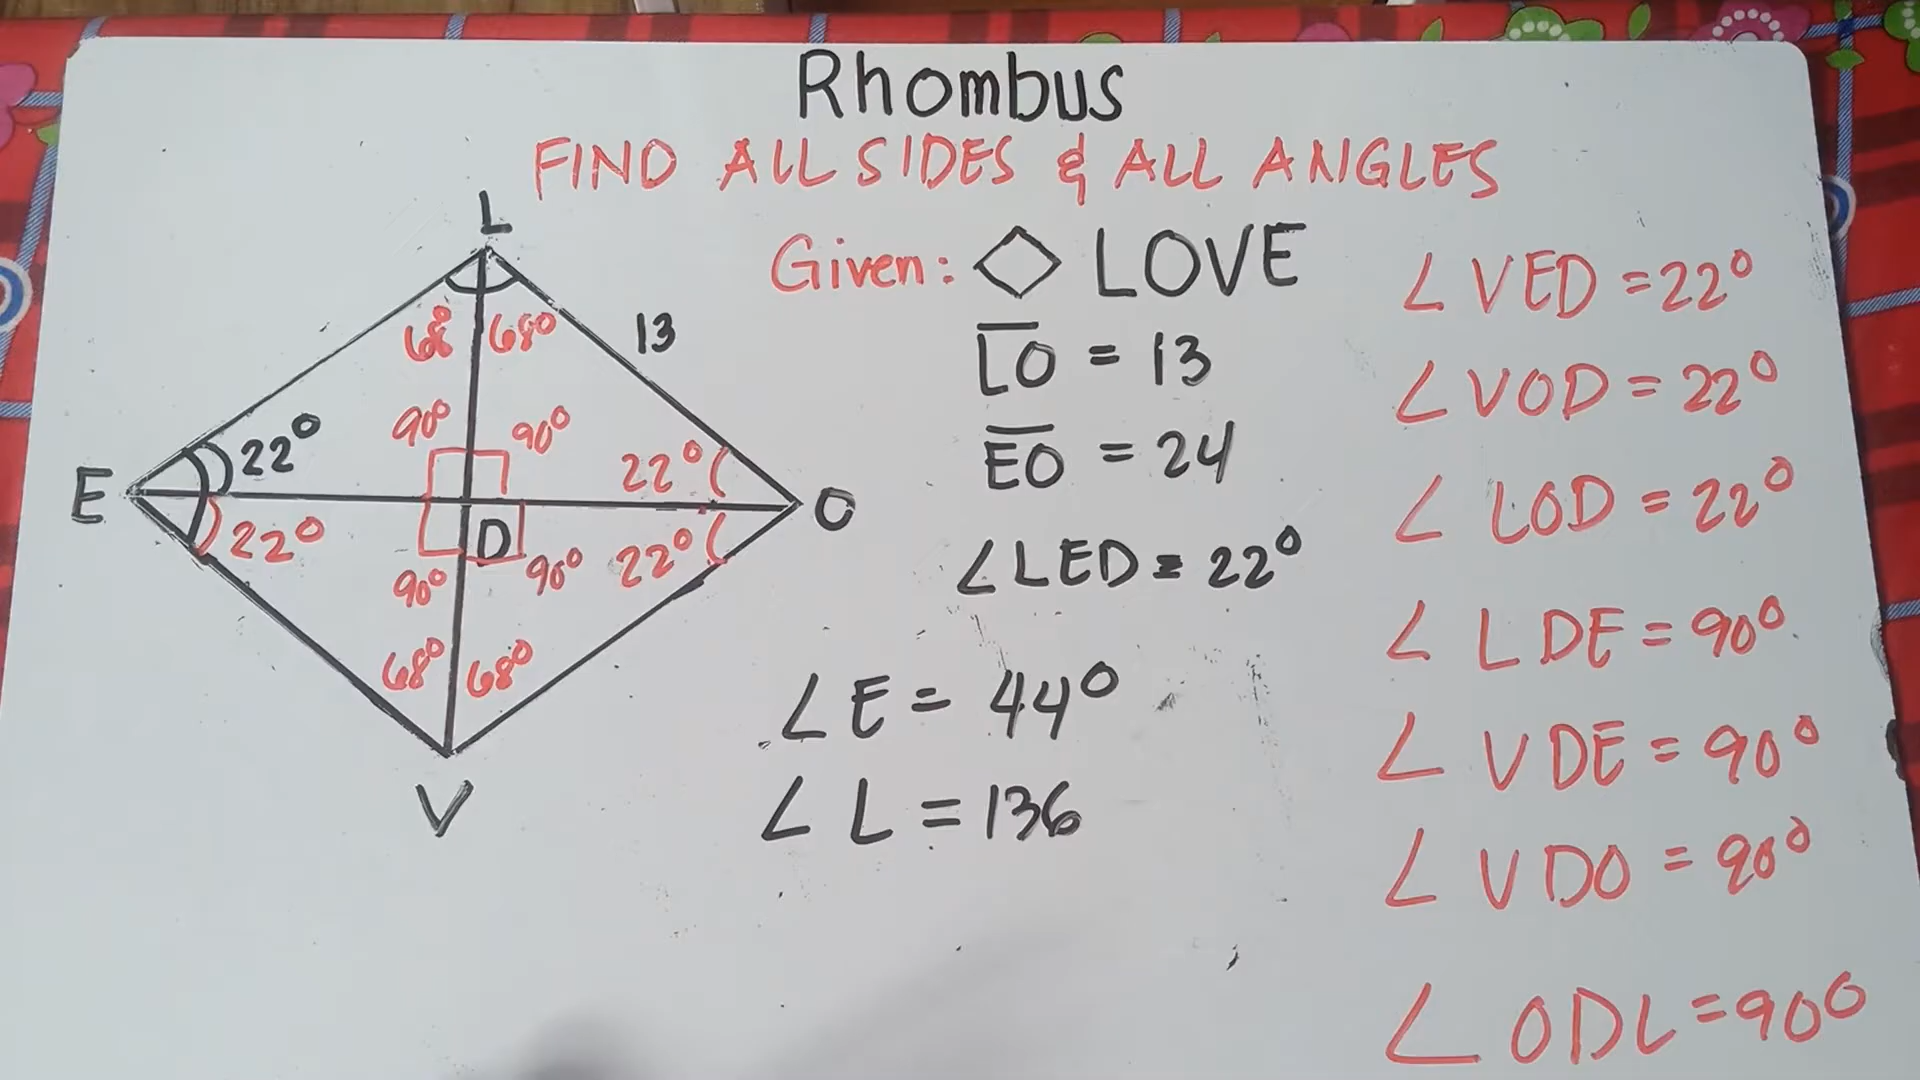 Rhombus
FIND ALL SIDES & ALL ANGLES
L
68° 68°
13
90° 90°
22°
22°
E
O
22°
22°
D
90° 90°
68° 68°
V
Given: ◇ LOVE
LO = 13
EO = 24
∠LED = 22°
∠E = 44°
∠L = 136
∠VED = 22°
∠VOD = 22°
∠LOD = 22°
∠LDE = 90°
∠VDE = 90°
∠VDO = 90°
∠ODL = 90°